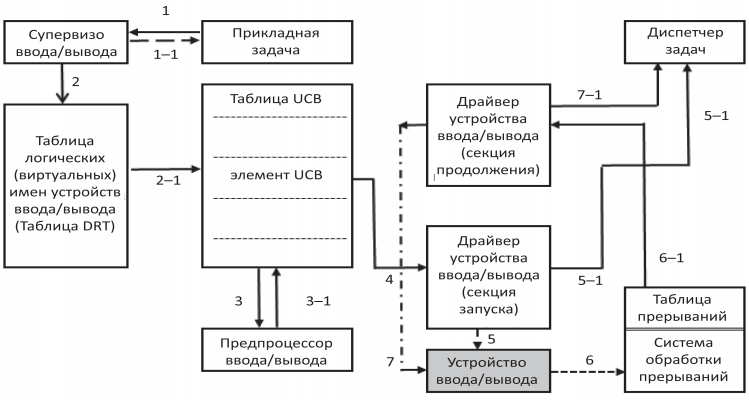 1
Супервизо
ввода/вывода
1–1
Прикладная
задача
Диспетчер
задач
2
Таблица
логических
(виртуальных)
имен устройств
ввода/вывода
(Таблица DRT)
2–1
Таблица UCB
элемент UCB
3
3–1
Предпроцессор
ввода/вывода
Драйвер
устройства
ввода/вывода
(секция
продолжения)
7–1
5–1
4
Драйвер
устройства
ввода/вывода
(секция
запуска)
5–1
6–1
5
7
Устройство
ввода/вывода
6
Таблица
прерываний
Система
обработки
прерываний